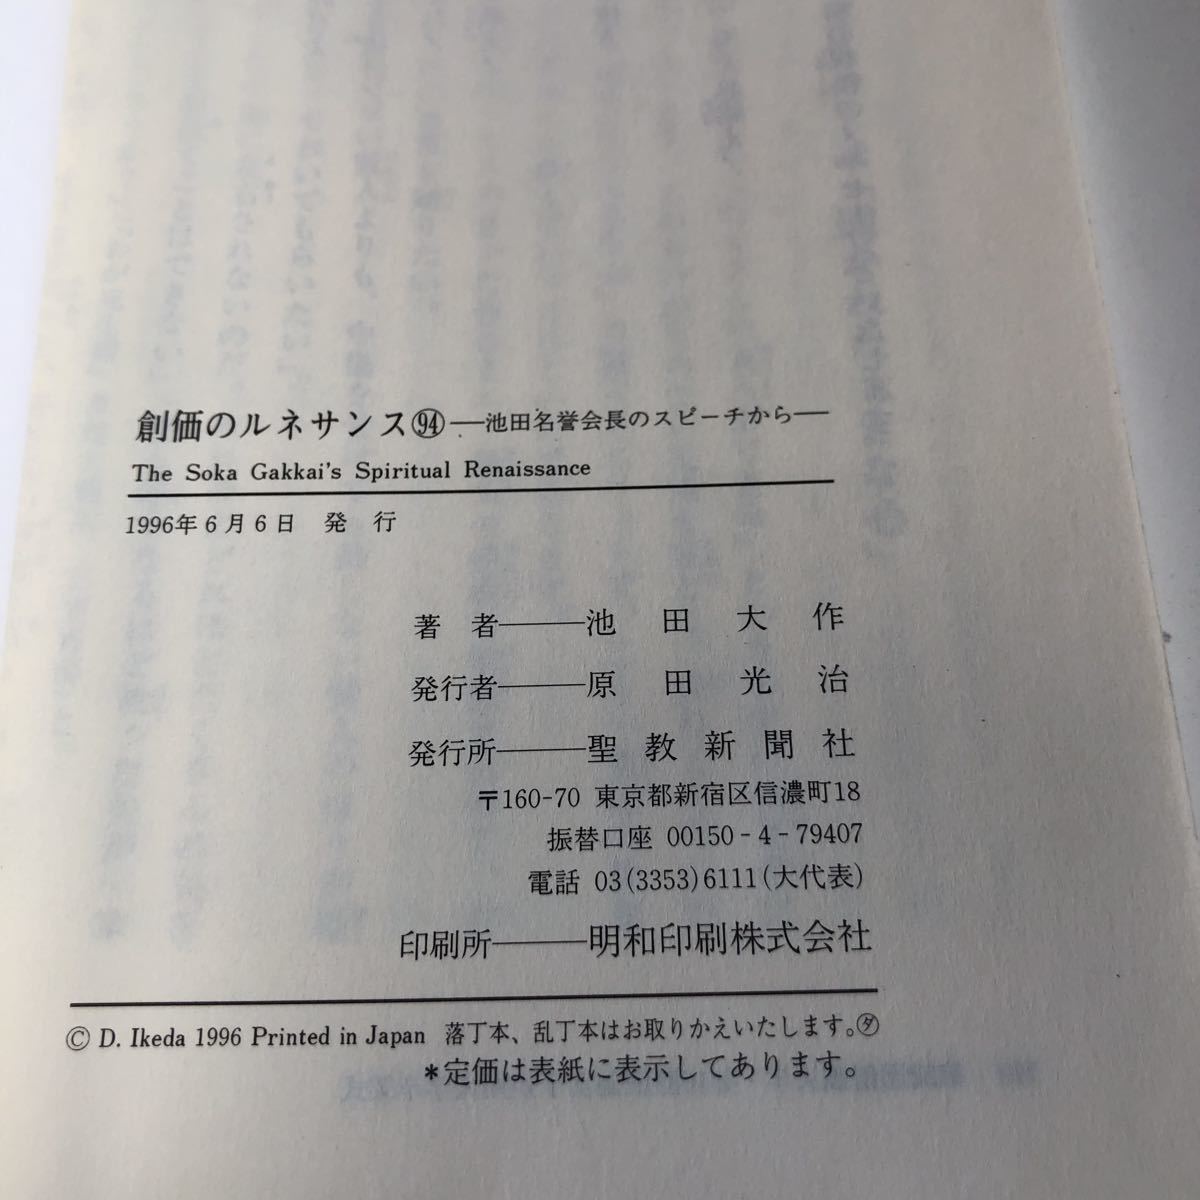 創価のルネサンス㉞94―池田名誉会長のスピーチから―
The Soka Gakkai's Spiritual Renaissance
1996年6月6日 発 行
著 者――池 田 大 作
発行者――原 田 光 治
発行所――聖 教 新 聞 社
〒160-70 東京都新宿区信濃町18
振替口座 00150-4-79407
電話 03(3353)6111(大代表)
印刷所――明和印刷株式会社
© D. Ikeda 1996 Printed in Japan 落丁本、乱丁本はお取りかえいたします。㋟
*定価は表紙に表示してあります。